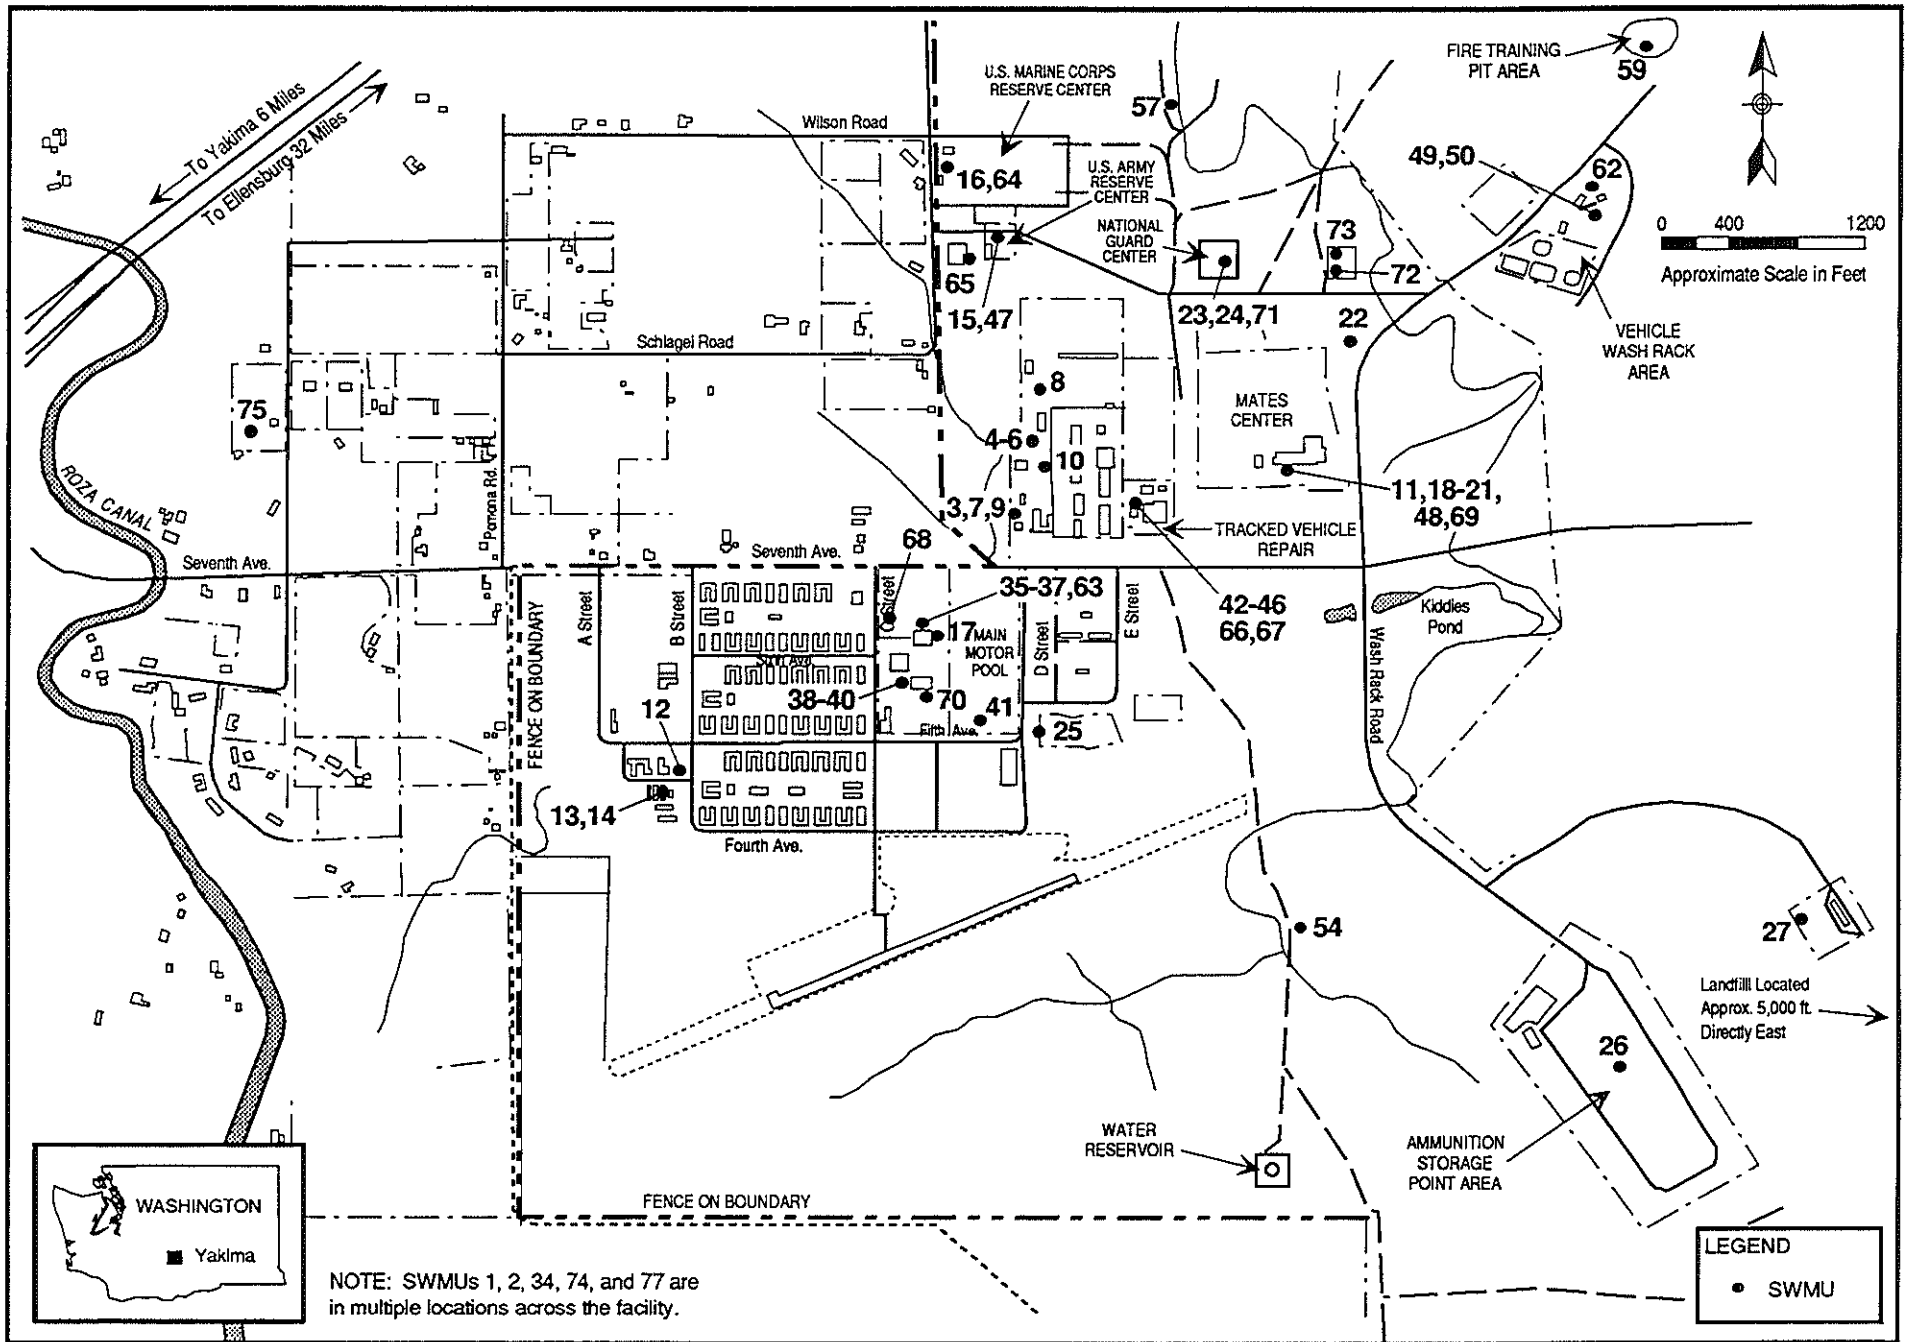 FIRE TRAINING
PIT AREA
59
U.S. MARINE CORPS
RESERVE CENTER
57
To Yakima 6 Miles
To Ellensburg 32 Miles
Wilson Road
16,64
U.S. ARMY
RESERVE
CENTER
49,50
62
NATIONAL
GUARD
CENTER
73
72
0 400 1200
Approximate Scale in Feet
65
15,47
23,24,71
22
VEHICLE
WASH RACK
AREA
Schlagel Road
8
MATES
CENTER
75
4-6
10
ROZA CANAL
Pomona Rd.
3,7,9
11,18-21,
48,69
TRACKED VEHICLE
REPAIR
68
Seventh Ave.
Seventh Ave.
35-37,63
42-46
66,67
Kiddies
Pond
FENCE ON BOUNDARY
A Street
B Street
Street
D Street
E Street
17
MAIN
MOTOR
POOL
Wash Rack Road
38-40
70
41
12
Fifth Ave.
25
13,14
Fourth Ave.
54
27
Landfill Located
Approx. 5,000 ft.
Directly East
26
WATER
RESERVOIR
AMMUNITION
STORAGE
POINT AREA
FENCE ON BOUNDARY
WASHINGTON
Yakima
NOTE: SWMUs 1, 2, 34, 74, and 77 are
in multiple locations across the facility.
LEGEND
SWMU